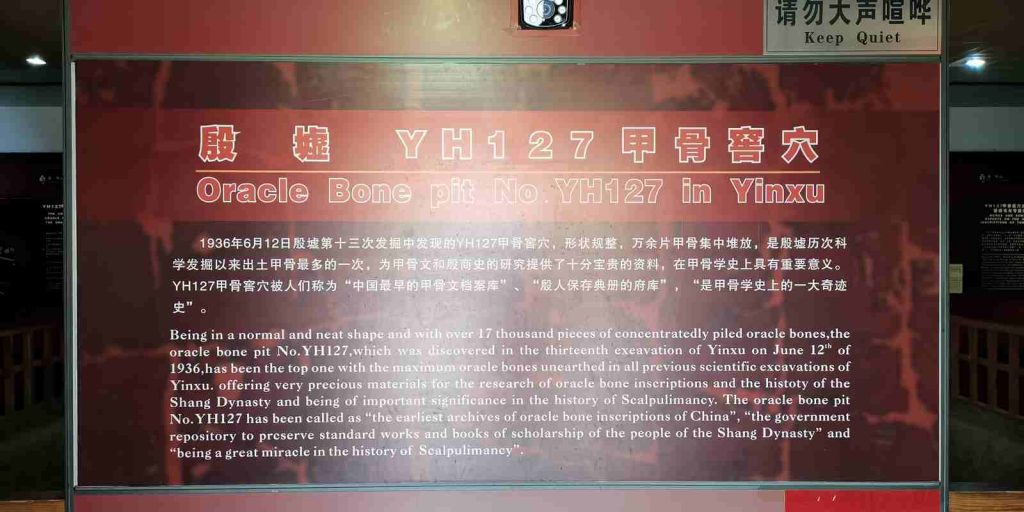 请勿大声喧哗
Keep Quiet
殷 墟 YH127甲骨窖穴
Oracle Bone pit No.YH127 in Yinxu
1936年6月12日殷墟第十三次发掘中发现的YH127甲骨窖穴，形状规整，万余片甲骨集中堆放，是殷墟历次科
学发掘以来出土甲骨最多的一次，为甲骨文和殷商史的研究提供了十分宝贵的资料，在甲骨学史上具有重要意义。
YH127甲骨窖穴被人们称为“中国最早的甲骨文档案库”、“殷人保存典册的府库”，“是甲骨学史上的一大奇迹
史”。
Being in a normal and neat shape and with over 17 thousand pieces of concentratedly piled oracle bones,the
oracle bone pit No.YH127,which was discovered in the thirteenth exeavation of Yinxu on June 12th of
1936,has been the top one with the maximum oracle bones unearthed in all previous scientific excavations of
Yinxu. offering very precious materials for the research of oracle bone inscriptions and the histoty of the
Shang Dynasty and being of important significance in the history of Scalpulimancy. The oracle bone pit
No.YH127 has been called as “the earliest archives of oracle bone inscriptions of China”, “the government
repository to preserve standard works and books of scholarship of the people of the Shang Dynasty” and
“being a great miracle in the history of Scalpulimancy”.